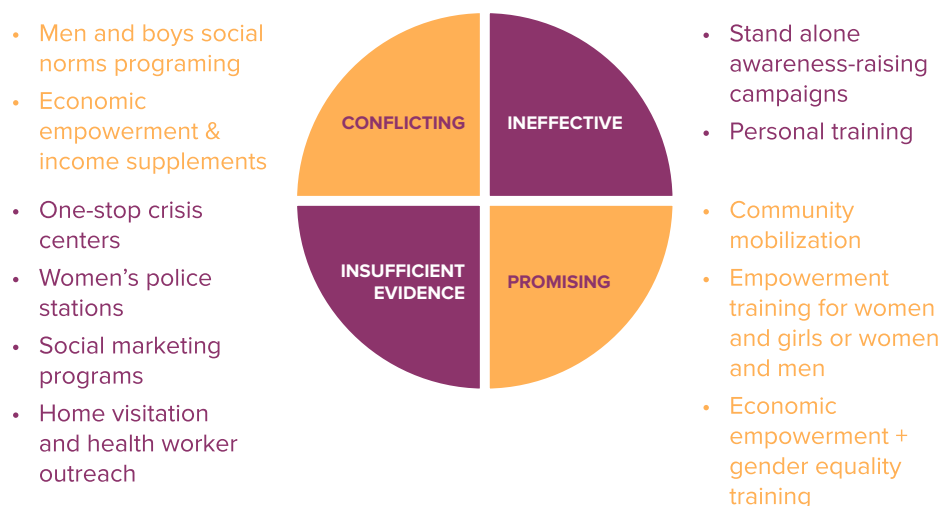 • Men and boys social
norms programing
• Economic
empowerment &
income supplements
CONFLICTING
INEFFECTIVE
• Stand alone
awareness-raising
campaigns
• Personal training
• One-stop crisis
centers
• Women’s police
stations
• Social marketing
programs
• Home visitation
and health worker
outreach
INSUFFICIENT
EVIDENCE
PROMISING
• Community
mobilization
• Empowerment
training for women
and girls or women
and men
• Economic
empowerment +
gender equality
training